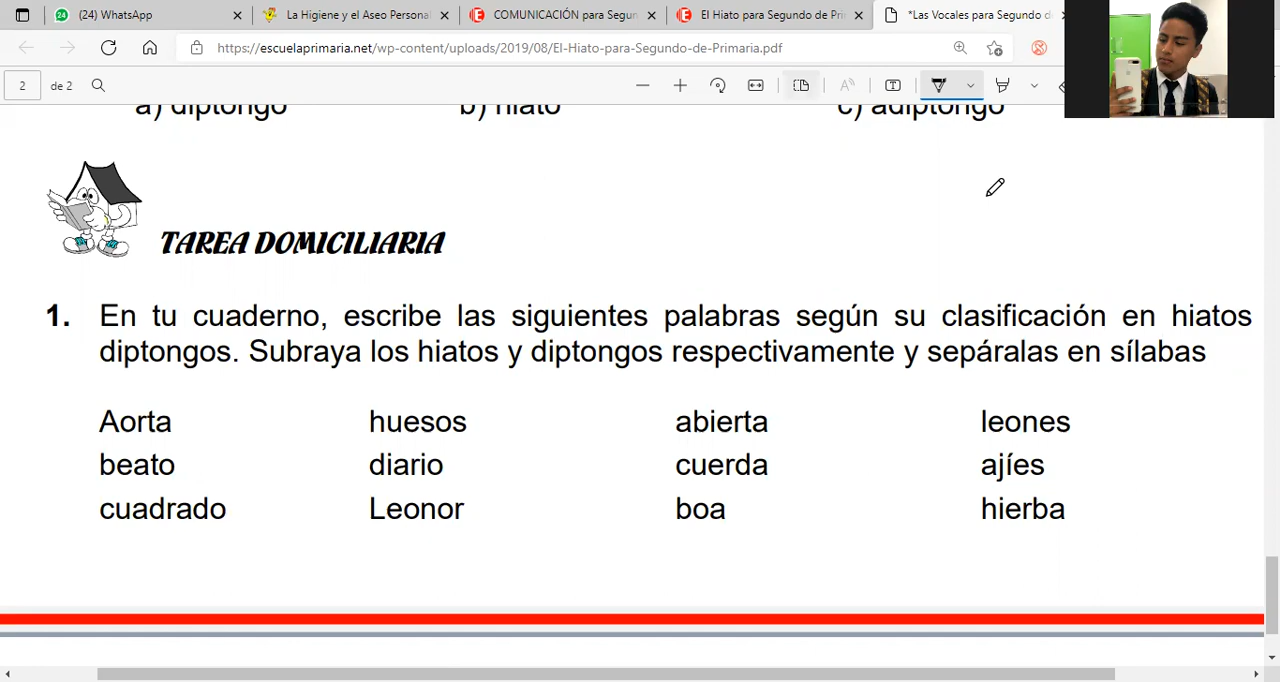 (24) WhatsApp
La Higiene y el Aseo Personal
COMUNICACIÓN para Segun
El Hiato para Segundo de Pri
*Las Vocales para Segundo d
https://escuelaprimaria.net/wp-content/uploads/2019/08/El-Hiato-para-Segundo-de-Primaria.pdf
2 de 2
a) diptongo b) hiato c) adiptongo
TAREA DOMICILIARIA
1. En tu cuaderno, escribe las siguientes palabras según su clasificación en hiatos
diptongos. Subraya los hiatos y diptongos respectivamente y sepáralas en sílabas
Aorta huesos abierta leones
beato diario cuerda ajíes
cuadrado Leonor boa hierba